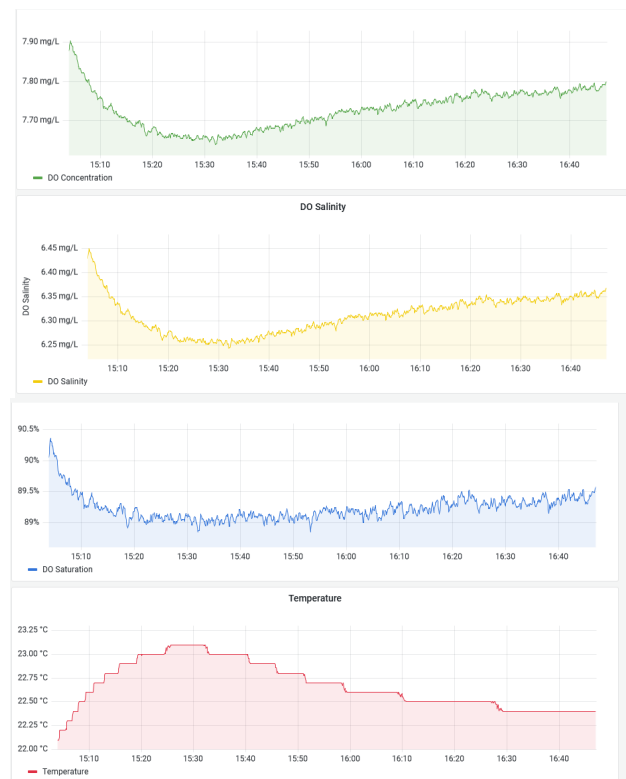 7.90 mg/L
7.80 mg/L
7.70 mg/L
15:10 15:20 15:30 15:40 15:50 16:00 16:10 16:20 16:30 16:40
DO Concentration
DO Salinity
DO Salinity
6.45 mg/L
6.40 mg/L
6.35 mg/L
6.30 mg/L
6.25 mg/L
15:10 15:20 15:30 15:40 15:50 16:00 16:10 16:20 16:30 16:40
DO Salinity
90.5%
90%
89.5%
89%
15:10 15:20 15:30 15:40 15:50 16:00 16:10 16:20 16:30 16:40
DO Saturation
Temperature
23.25 °C
23.00 °C
22.75 °C
22.50 °C
22.25 °C
22.00 °C
15:10 15:20 15:30 15:40 15:50 16:00 16:10 16:20 16:30 16:40
Temperature